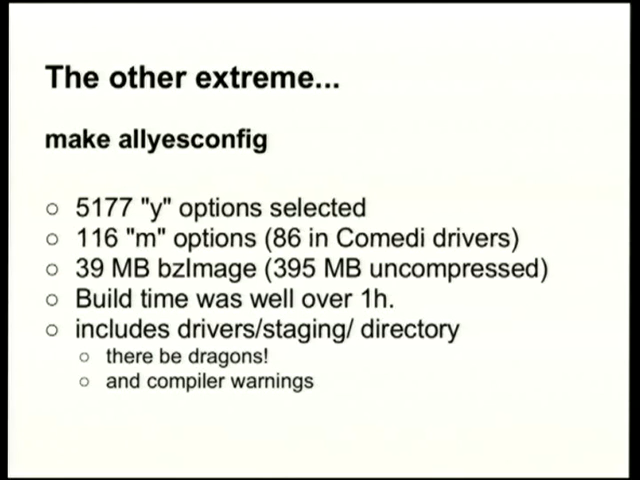 The other extreme...
make allyesconfig
○ 5177 "y" options selected
○ 116 "m" options (86 in Comedi drivers)
○ 39 MB bzImage (395 MB uncompressed)
○ Build time was well over 1h.
○ includes drivers/staging/ directory
○ there be dragons!
○ and compiler warnings